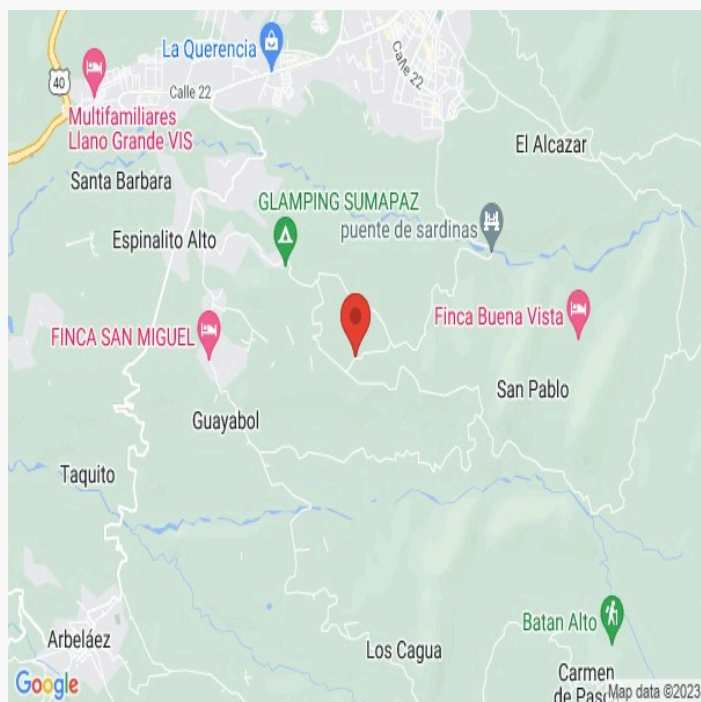 La Querencia
Calle 22
40
Calle 22
Multifamiliares
Llano Grande VIS
El Alcazar
Santa Barbara
GLAMPING SUMAPAZ
puente de sardinas
Espinalito Alto
Finca Buena Vista
FINCA SAN MIGUEL
San Pablo
Guayabol
Taquito
Batan Alto
Arbeláez
Los Cagua
Carmen
Google
Map data ©2023